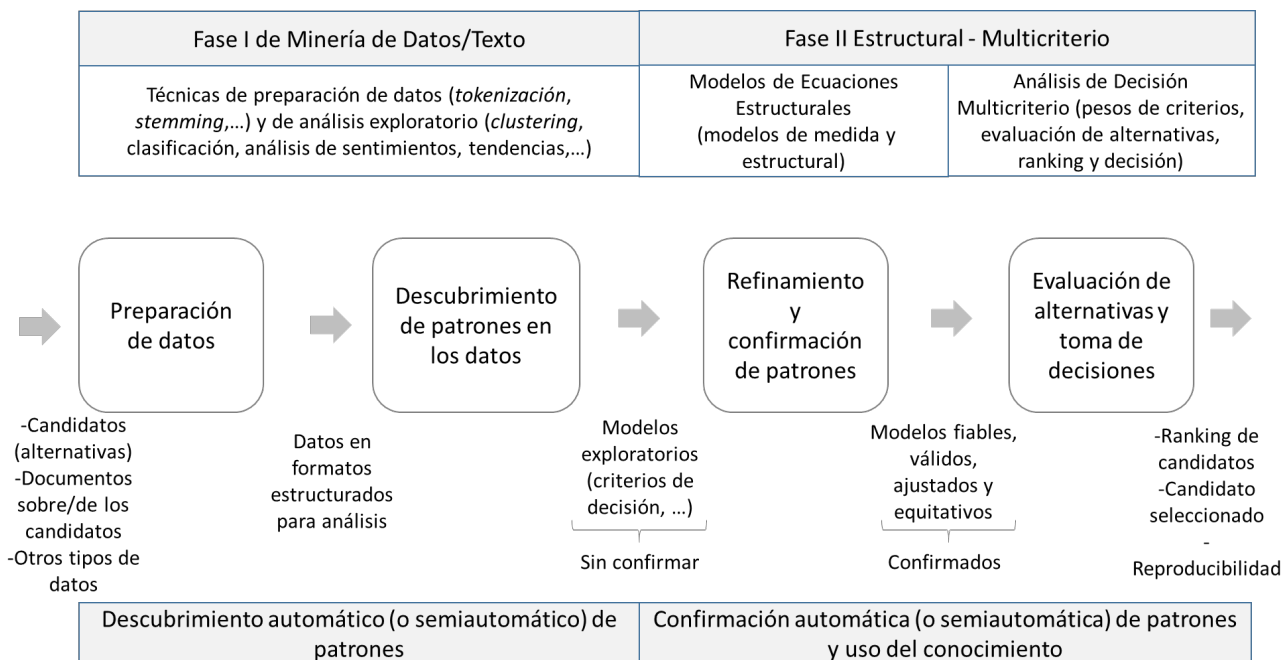 Fase I de Minería de Datos/Texto
Fase II Estructural - Multicriterio
Técnicas de preparación de datos (tokenización,
stemming,…) y de análisis exploratorio (clustering,
clasificación, análisis de sentimientos, tendencias,…)
Modelos de Ecuaciones
Estructurales
(modelos de medida y
estructural)
Análisis de Decisión
Multicriterio (pesos de criterios,
evaluación de alternativas,
ranking y decisión)
Preparación
de datos
Descubrimiento
de patrones en
los datos
Refinamiento
y
confirmación
de patrones
Evaluación de
alternativas y
toma de
decisiones
-Candidatos
(alternativas)
-Documentos
sobre/de los
candidatos
-Otros tipos de
datos
Datos en
formatos
estructurados
para análisis
Modelos
exploratorios
(criterios de
decisión, …)
Sin confirmar
Modelos fiables,
válidos,
ajustados y
equitativos
Confirmados
-Ranking de
candidatos
-Candidato
seleccionado
-
Reproducibilidad
Descubrimiento automático (o semiautomático) de
patrones
Confirmación automática (o semiautomática) de patrones
y uso del conocimiento